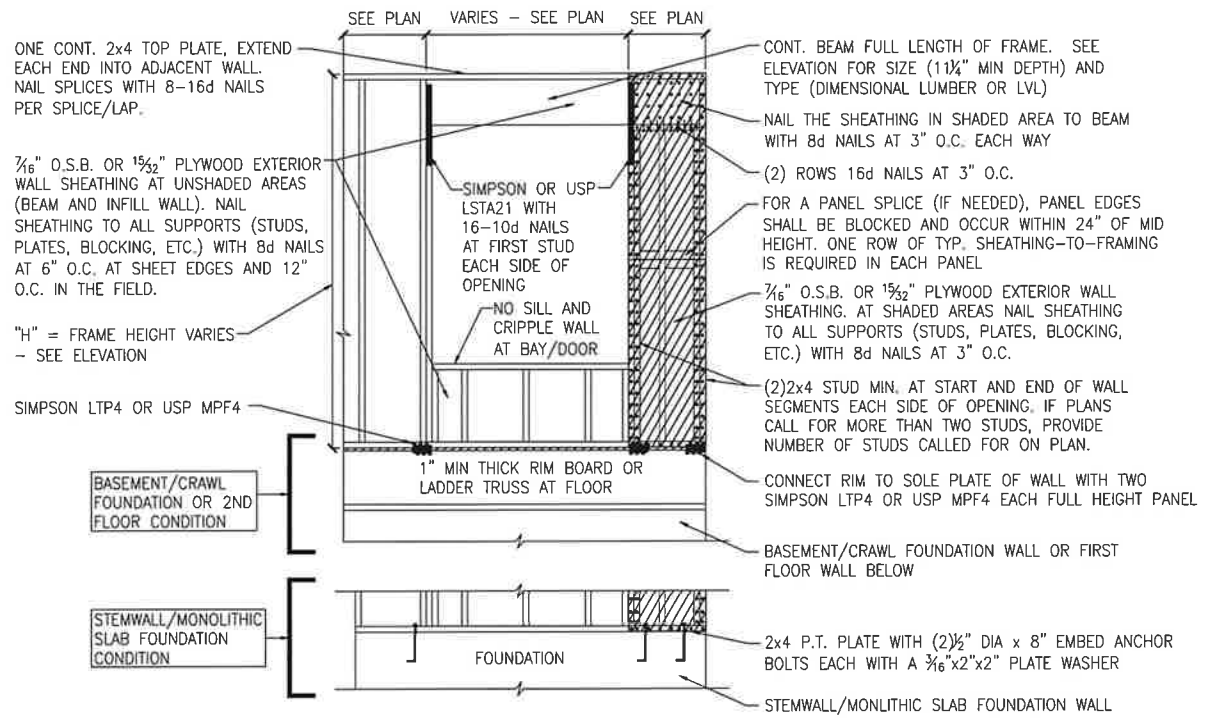 SEE PLAN
VARIES - SEE PLAN
SEE PLAN
ONE CONT. 2x4 TOP PLATE, EXTEND
EACH END INTO ADJACENT WALL.
NAIL SPLICES WITH 8-16d NAILS
PER SPLICE/LAP.
7/16" O.S.B. OR 15/32" PLYWOOD EXTERIOR
WALL SHEATHING AT UNSHADED AREAS
(BEAM AND INFILL WALL). NAIL
SHEATHING TO ALL SUPPORTS (STUDS,
PLATES, BLOCKING, ETC.) WITH 8d NAILS
AT 6" O.C. AT SHEET EDGES AND 12"
O.C. IN THE FIELD.
"H" = FRAME HEIGHT VARIES
- SEE ELEVATION
SIMPSON LTP4 OR USP MPF4
BASEMENT/CRAWL
FOUNDATION OR 2ND
FLOOR CONDITION
STEMWALL/MONOLITHIC
SLAB FOUNDATION
CONDITION
SIMPSON OR USP
LSTA21 WITH
16-10d NAILS
AT FIRST STUD
EACH SIDE OF
OPENING
NO SILL AND
CRIPPLE WALL
AT BAY/DOOR
1" MIN THICK RIM BOARD OR
LADDER TRUSS AT FLOOR
FOUNDATION
CONT. BEAM FULL LENGTH OF FRAME. SEE
ELEVATION FOR SIZE (11¼" MIN DEPTH) AND
TYPE (DIMENSIONAL LUMBER OR LVL)
NAIL THE SHEATHING IN SHADED AREA TO BEAM
WITH 8d NAILS AT 3" O.C. EACH WAY
(2) ROWS 16d NAILS AT 3" O.C.
FOR A PANEL SPLICE (IF NEEDED), PANEL EDGES
SHALL BE BLOCKED AND OCCUR WITHIN 24" OF MID
HEIGHT. ONE ROW OF TYP. SHEATHING-TO-FRAMING
IS REQUIRED IN EACH PANEL
7/16" O.S.B. OR 15/32" PLYWOOD EXTERIOR WALL
SHEATHING. AT SHADED AREAS NAIL SHEATHING
TO ALL SUPPORTS (STUDS, PLATES, BLOCKING,
ETC.) WITH 8d NAILS AT 3" O.C.
(2)2x4 STUD MIN. AT START AND END OF WALL
SEGMENTS EACH SIDE OF OPENING. IF PLANS
CALL FOR MORE THAN TWO STUDS, PROVIDE
NUMBER OF STUDS CALLED FOR ON PLAN.
CONNECT RIM TO SOLE PLATE OF WALL WITH TWO
SIMPSON LTP4 OR USP MPF4 EACH FULL HEIGHT PANEL
BASEMENT/CRAWL FOUNDATION WALL OR FIRST
FLOOR WALL BELOW
2x4 P.T. PLATE WITH (2)½" DIA x 8" EMBED ANCHOR
BOLTS EACH WITH A 3/16"x2"x2" PLATE WASHER
STEMWALL/MONLITHIC SLAB FOUNDATION WALL